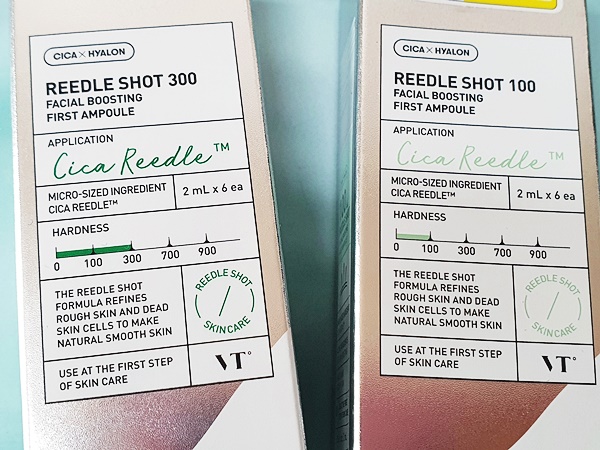 CICA × HYALON
REEDLE SHOT 300
FACIAL BOOSTING
FIRST AMPOULE
APPLICATION
Cica Reedle™
MICRO-SIZED INGREDIENT
CICA REEDLE™
2 mL x 6 ea
HARDNESS
0 100 300 700 900
THE REEDLE SHOT
FORMULA REFINES
ROUGH SKIN AND DEAD
SKIN CELLS TO MAKE
NATURAL SMOOTH SKIN
REEDLE SHOT
SKINCARE
USE AT THE FIRST STEP
OF SKIN CARE
VT
CICA × HYALON
REEDLE SHOT 100
FACIAL BOOSTING
FIRST AMPOULE
APPLICATION
Cica Reedle™
MICRO-SIZED INGREDIENT
CICA REEDLE™
2 mL x 6 ea
HARDNESS
0 100 300 700 900
THE REEDLE SHOT
FORMULA REFINES
ROUGH SKIN AND DEAD
SKIN CELLS TO MAKE
NATURAL SMOOTH SKIN
REEDLE SHOT
SKINCARE
USE AT THE FIRST STEP
OF SKIN CARE
VT